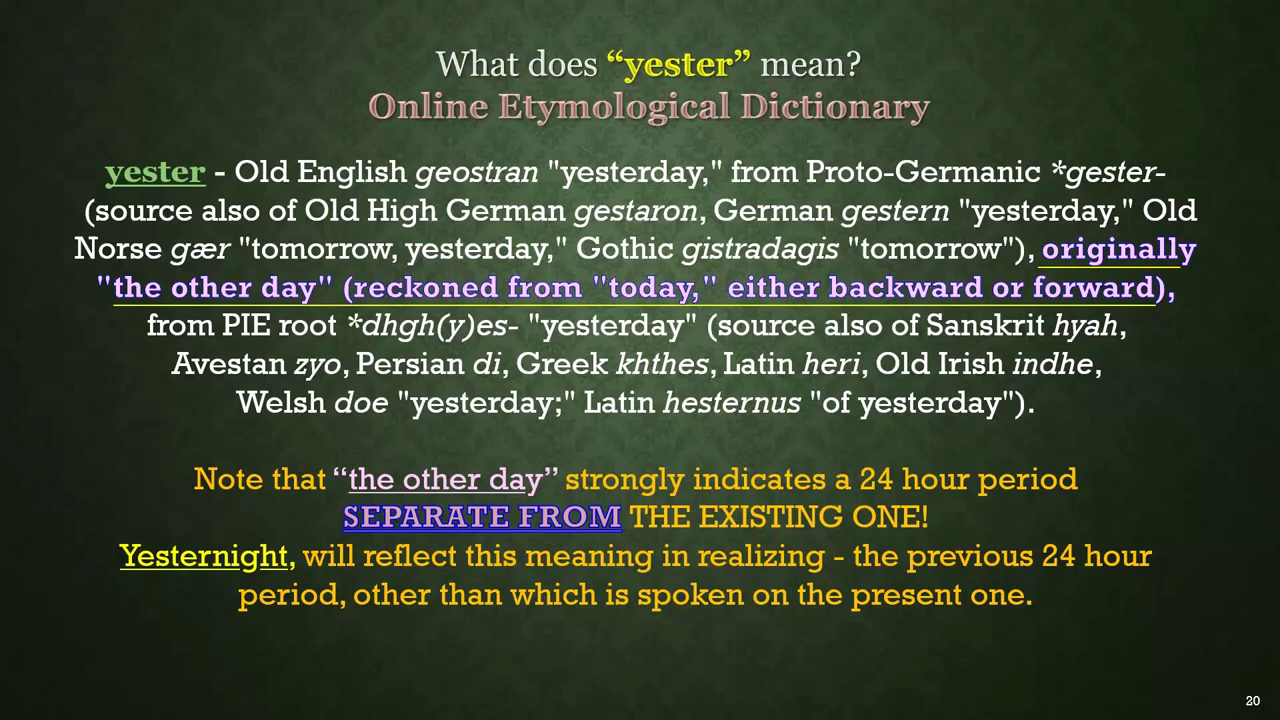 What does “yester” mean?
Online Etymological Dictionary
yester - Old English geostran "yesterday," from Proto-Germanic *gester-
(source also of Old High German gestaron, German gestern "yesterday," Old
Norse gær "tomorrow, yesterday," Gothic gistradagis "tomorrow"), originally
"the other day" (reckoned from "today," either backward or forward),
from PIE root *dhgh(y)es- "yesterday" (source also of Sanskrit hyah,
Avestan zyo, Persian di, Greek khthes, Latin heri, Old Irish indhe,
Welsh doe "yesterday;" Latin hesternus "of yesterday").
Note that “the other day” strongly indicates a 24 hour period
SEPARATE FROM THE EXISTING ONE!
Yesternight, will reflect this meaning in realizing - the previous 24 hour
period, other than which is spoken on the present one.
20